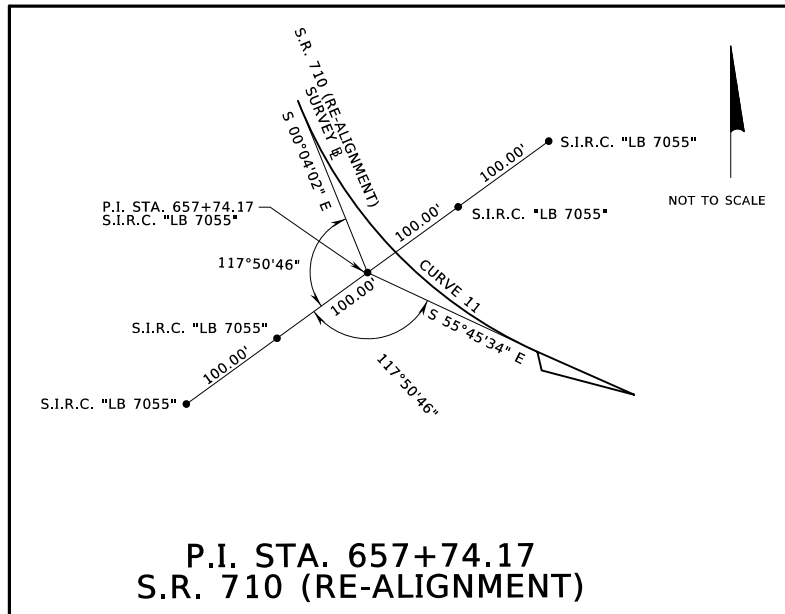 S.R. 710 (RE-ALIGNMENT)
SURVEY ℄
S 00°04'02" E
100.00'
S.I.R.C. "LB 7055"
100.00'
S.I.R.C. "LB 7055"
NOT TO SCALE
P.I. STA. 657+74.17
S.I.R.C. "LB 7055"
117°50'46"
100.00'
CURVE 11
S 55°45'34" E
S.I.R.C. "LB 7055"
117°50'46"
100.00'
S.I.R.C. "LB 7055"
P.I. STA. 657+74.17
S.R. 710 (RE-ALIGNMENT)